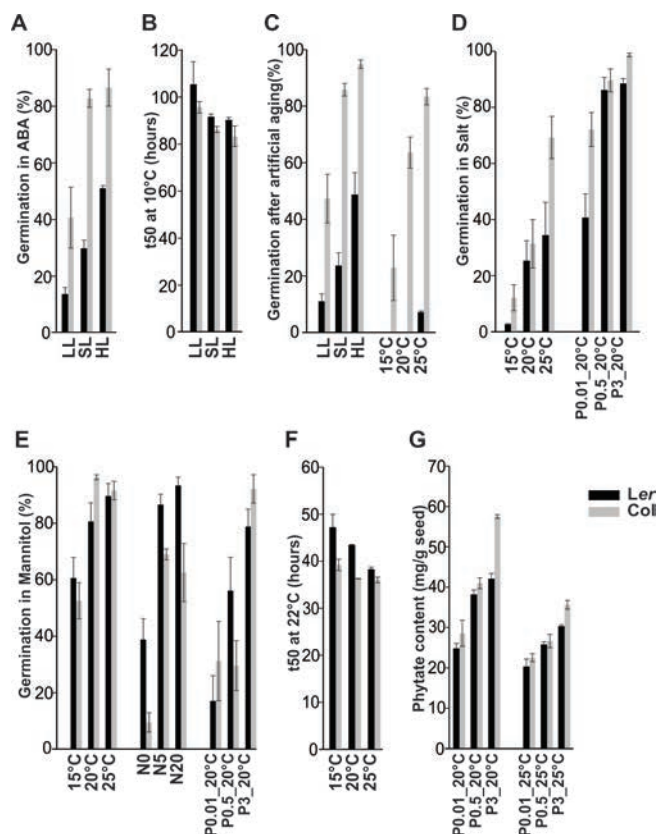 A
Germination in ABA (%)
100
80
60
40
20
0
LL
SL
HL
B
t50 at 10°C (hours)
120
100
80
60
40
20
0
LL
SL
HL
C
Germination after artificial aging(%)
100
80
60
40
20
0
LL
SL
HL
15°C
20°C
25°C
D
Germination in Salt (%)
100
80
60
40
20
0
15°C
20°C
25°C
P0.01_20°C
P0.5_20°C
P3_20°C
E
Germination in Mannitol (%)
100
80
60
40
20
0
15°C
20°C
25°C
N0
N5
N20
P0.01_20°C
P0.5_20°C
P3_20°C
F
t50 at 22°C (hours)
60
50
40
30
20
10
0
15°C
20°C
25°C
G
Phytate content (mg/g seed)
70
60
50
40
30
20
10
0
P0.01_20°C
P0.5_20°C
P3_20°C
P0.01_25°C
P0.5_25°C
P3_25°C
Ler
Col